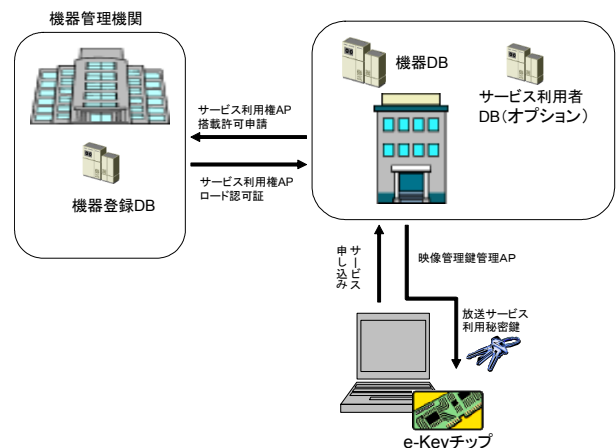 機器管理機関
機器登録DB
サービス利用権AP
搭載許可申請
サービス利用権AP
ロード認可証
機器DB
サービス利用者
DB(オプション)
サービス
申し込み
映像管理鍵管理AP
放送サービス
利用秘密鍵
e-Keyチップ